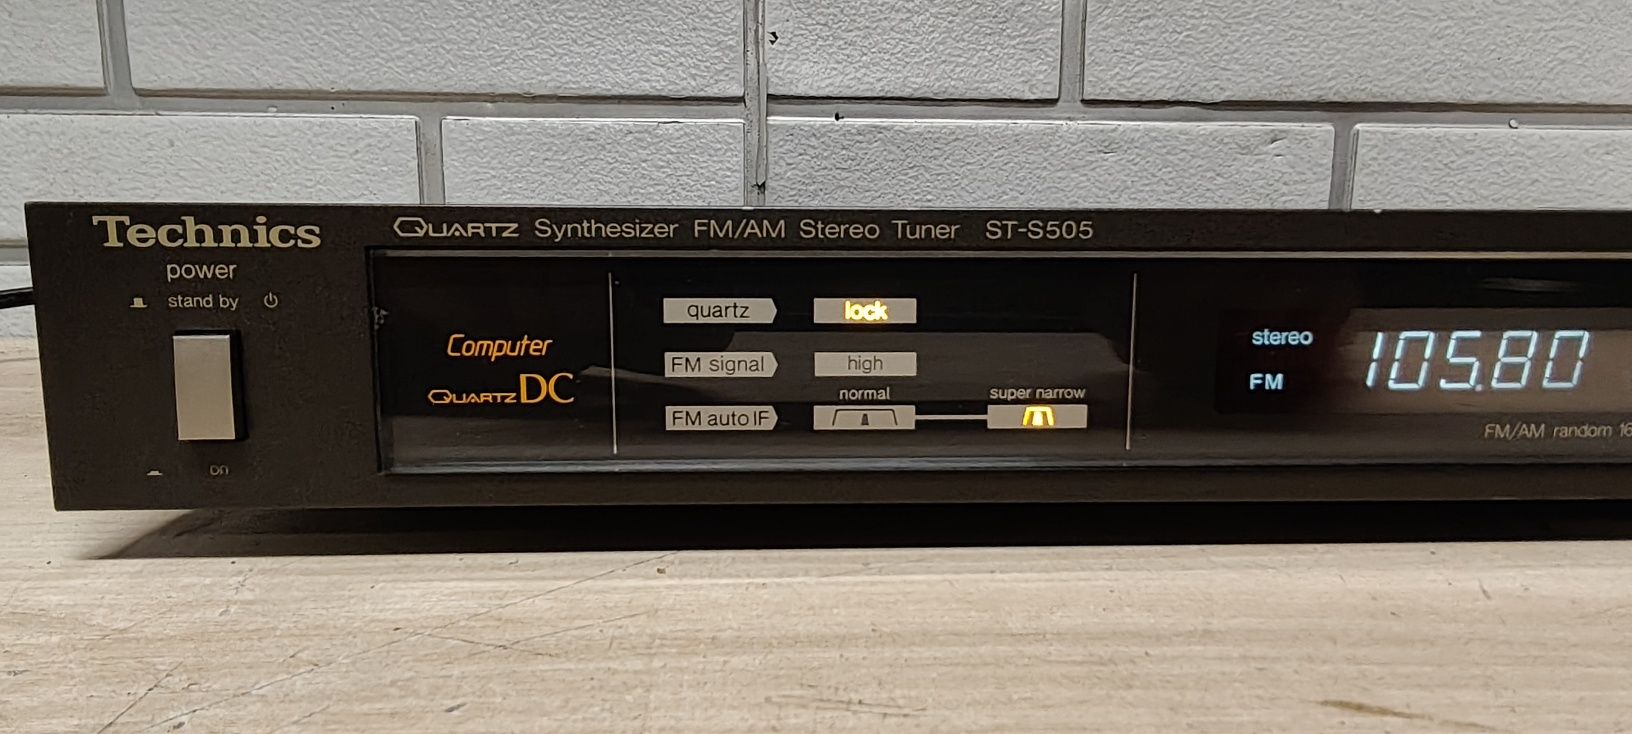 Technics
QUARTZ Synthesizer FM/AM Stereo Tuner ST-S505
power
stand by
on
Computer
QUARTZ DC
quartz lock
FM signal high
normal super narrow
FM auto IF
stereo
FM
105.80
FM/AM random 16